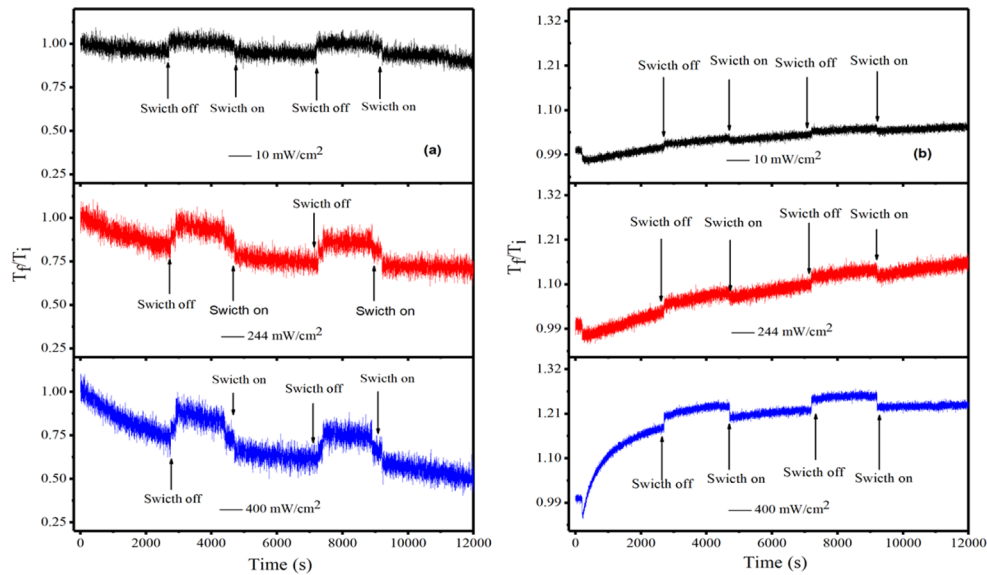 1.00
0.75
0.50
0.25
Swicth off
Swicth on
Swicth off
Swicth on
10 mW/cm²
(a)
1.00
0.75
0.50
0.25
Swicth off
Swicth off
Swicth on
Swicth on
244 mW/cm²
Tf/Ti
1.00
0.75
0.50
0.25
Swicth on
Swicth off
Swicth on
Swicth off
400 mW/cm²
0
2000
4000
6000
8000
10000
12000
Time (s)
1.32
1.21
1.10
0.99
Swicth off
Swicth on
Swicth off
Swicth on
10 mW/cm²
(b)
1.32
1.21
1.10
0.99
Swicth off
Swicth on
Swicth off
Swicth on
244 mW/cm²
Tf/Ti
1.32
1.21
1.10
0.99
Swicth off
Swicth on
Swicth off
Swicth on
400 mW/cm²
0
2000
4000
6000
8000
10000
12000
Time (s)